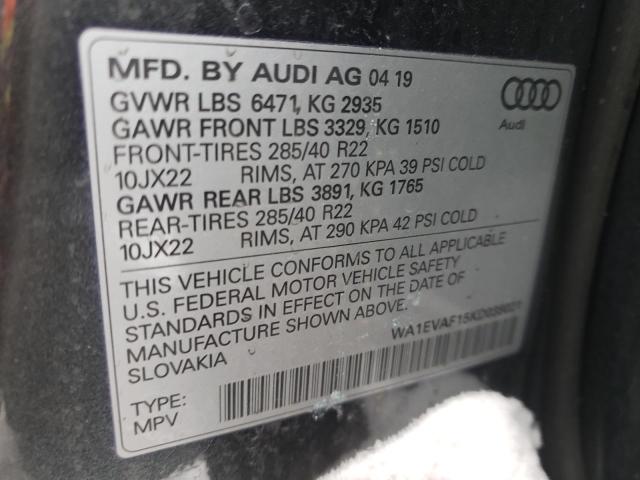 MFD. BY AUDI AG 04 19
GVWR LBS 6471, KG 2935
GAWR FRONT LBS 3329, KG 1510
FRONT-TIRES 285/40 R22
10JX22 RIMS, AT 270 KPA 39 PSI COLD
GAWR REAR LBS 3891, KG 1765
REAR-TIRES 285/40 R22
10JX22 RIMS, AT 290 KPA 42 PSI COLD
Audi
THIS VEHICLE CONFORMS TO ALL APPLICABLE
U.S. FEDERAL MOTOR VEHICLE SAFETY
STANDARDS IN EFFECT ON THE DATE OF
MANUFACTURE SHOWN ABOVE.
SLOVAKIA
TYPE:
MPV